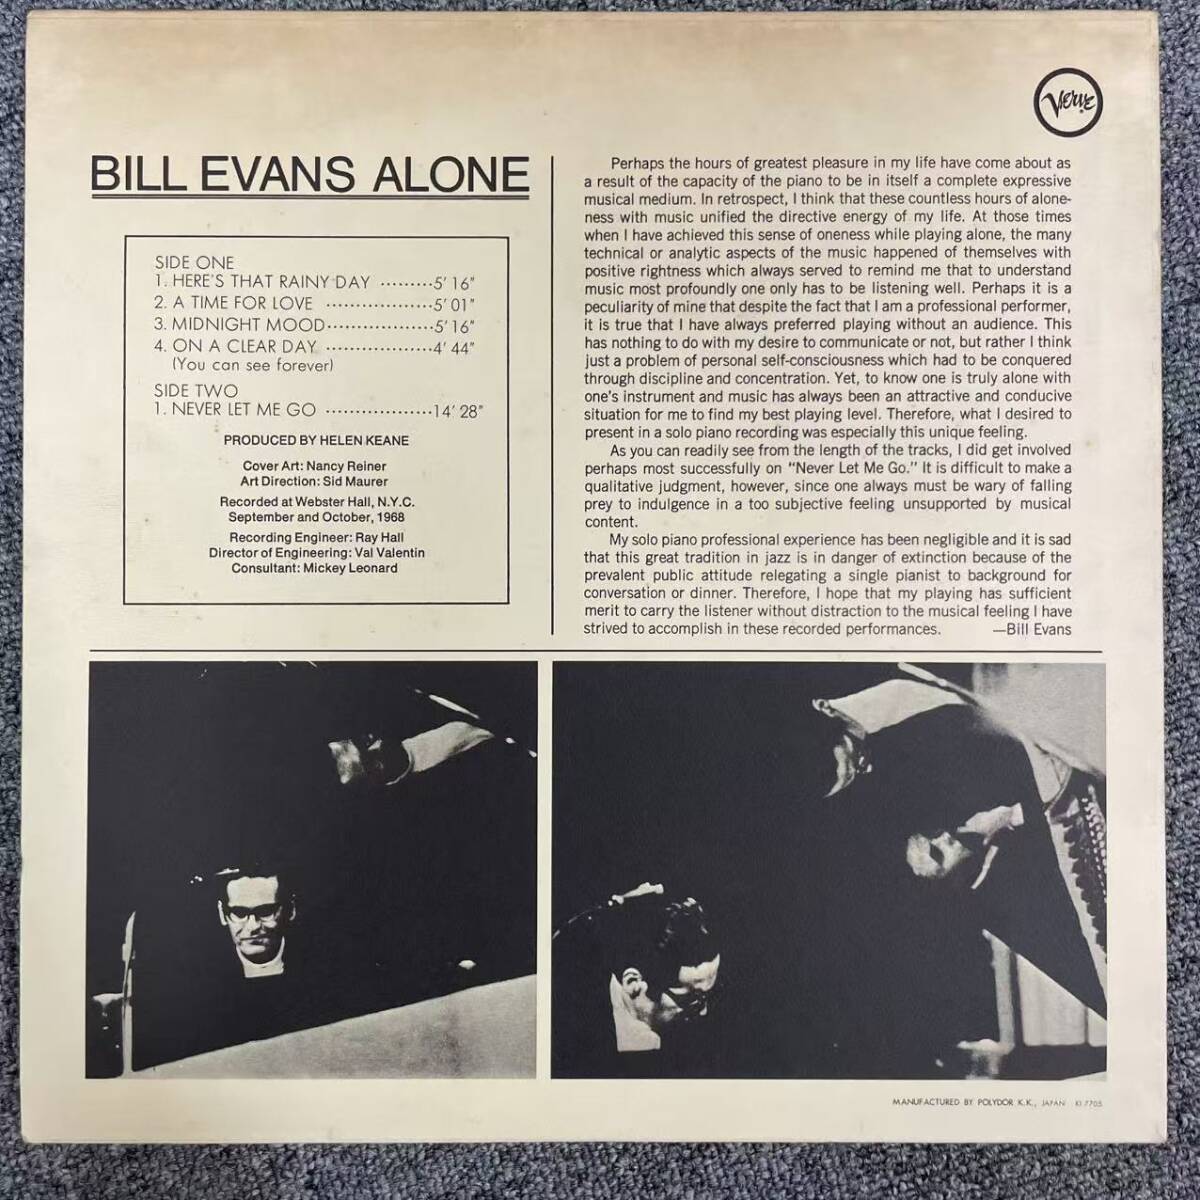 Verve
BILL EVANS ALONE
SIDE ONE
1. HERE'S THAT RAINY DAY ·········5' 16"
2. A TIME FOR LOVE ··················5' 01"
3. MIDNIGHT MOOD··················5' 16"
4. ON A CLEAR DAY ··················4' 44"
(You can see forever)
SIDE TWO
1. NEVER LET ME GO ··················14' 28"
PRODUCED BY HELEN KEANE
Cover Art: Nancy Reiner
Art Direction: Sid Maurer
Recorded at Webster Hall, N.Y.C.
September and October, 1968
Recording Engineer: Ray Hall
Director of Engineering: Val Valentin
Consultant: Mickey Leonard
Perhaps the hours of greatest pleasure in my life have come about as
a result of the capacity of the piano to be in itself a complete expressive
musical medium. In retrospect, I think that these countless hours of alone-
ness with music unified the directive energy of my life. At those times
when I have achieved this sense of oneness while playing alone, the many
technical or analytic aspects of the music happened of themselves with
positive rightness which always served to remind me that to understand
music most profoundly one only has to be listening well. Perhaps it is a
peculiarity of mine that despite the fact that I am a professional performer,
it is true that I have always preferred playing without an audience. This
has nothing to do with my desire to communicate or not, but rather I think
just a problem of personal self-consciousness which had to be conquered
through discipline and concentration. Yet, to know one is truly alone with
one's instrument and music has always been an attractive and conducive
situation for me to find my best playing level. Therefore, what I desired to
present in a solo piano recording was especially this unique feeling.
As you can readily see from the length of the tracks, I did get involved
perhaps most successfully on "Never Let Me Go." It is difficult to make a
qualitative judgment, however, since one always must be wary of falling
prey to indulgence in a too subjective feeling unsupported by musical
content.
My solo piano professional experience has been negligible and it is sad
that this great tradition in jazz is in danger of extinction because of the
prevalent public attitude relegating a single pianist to background for
conversation or dinner. Therefore, I hope that my playing has sufficient
merit to carry the listener without distraction to the musical feeling I have
strived to accomplish in these recorded performances. —Bill Evans
MANUFACTURED BY POLYDOR K.K., JAPAN KI 7705